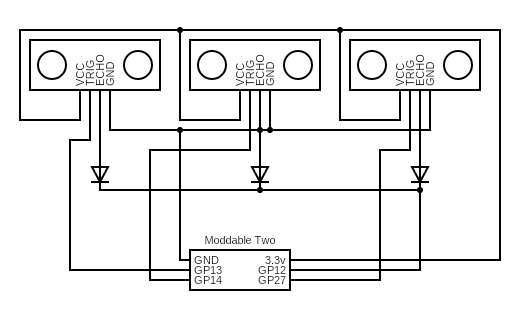 VCC
TRIG
ECHO
GND
VCC
TRIG
ECHO
GND
VCC
TRIG
ECHO
GND
Moddable Two
GND 3.3v
GP13 GP12
GP14 GP27